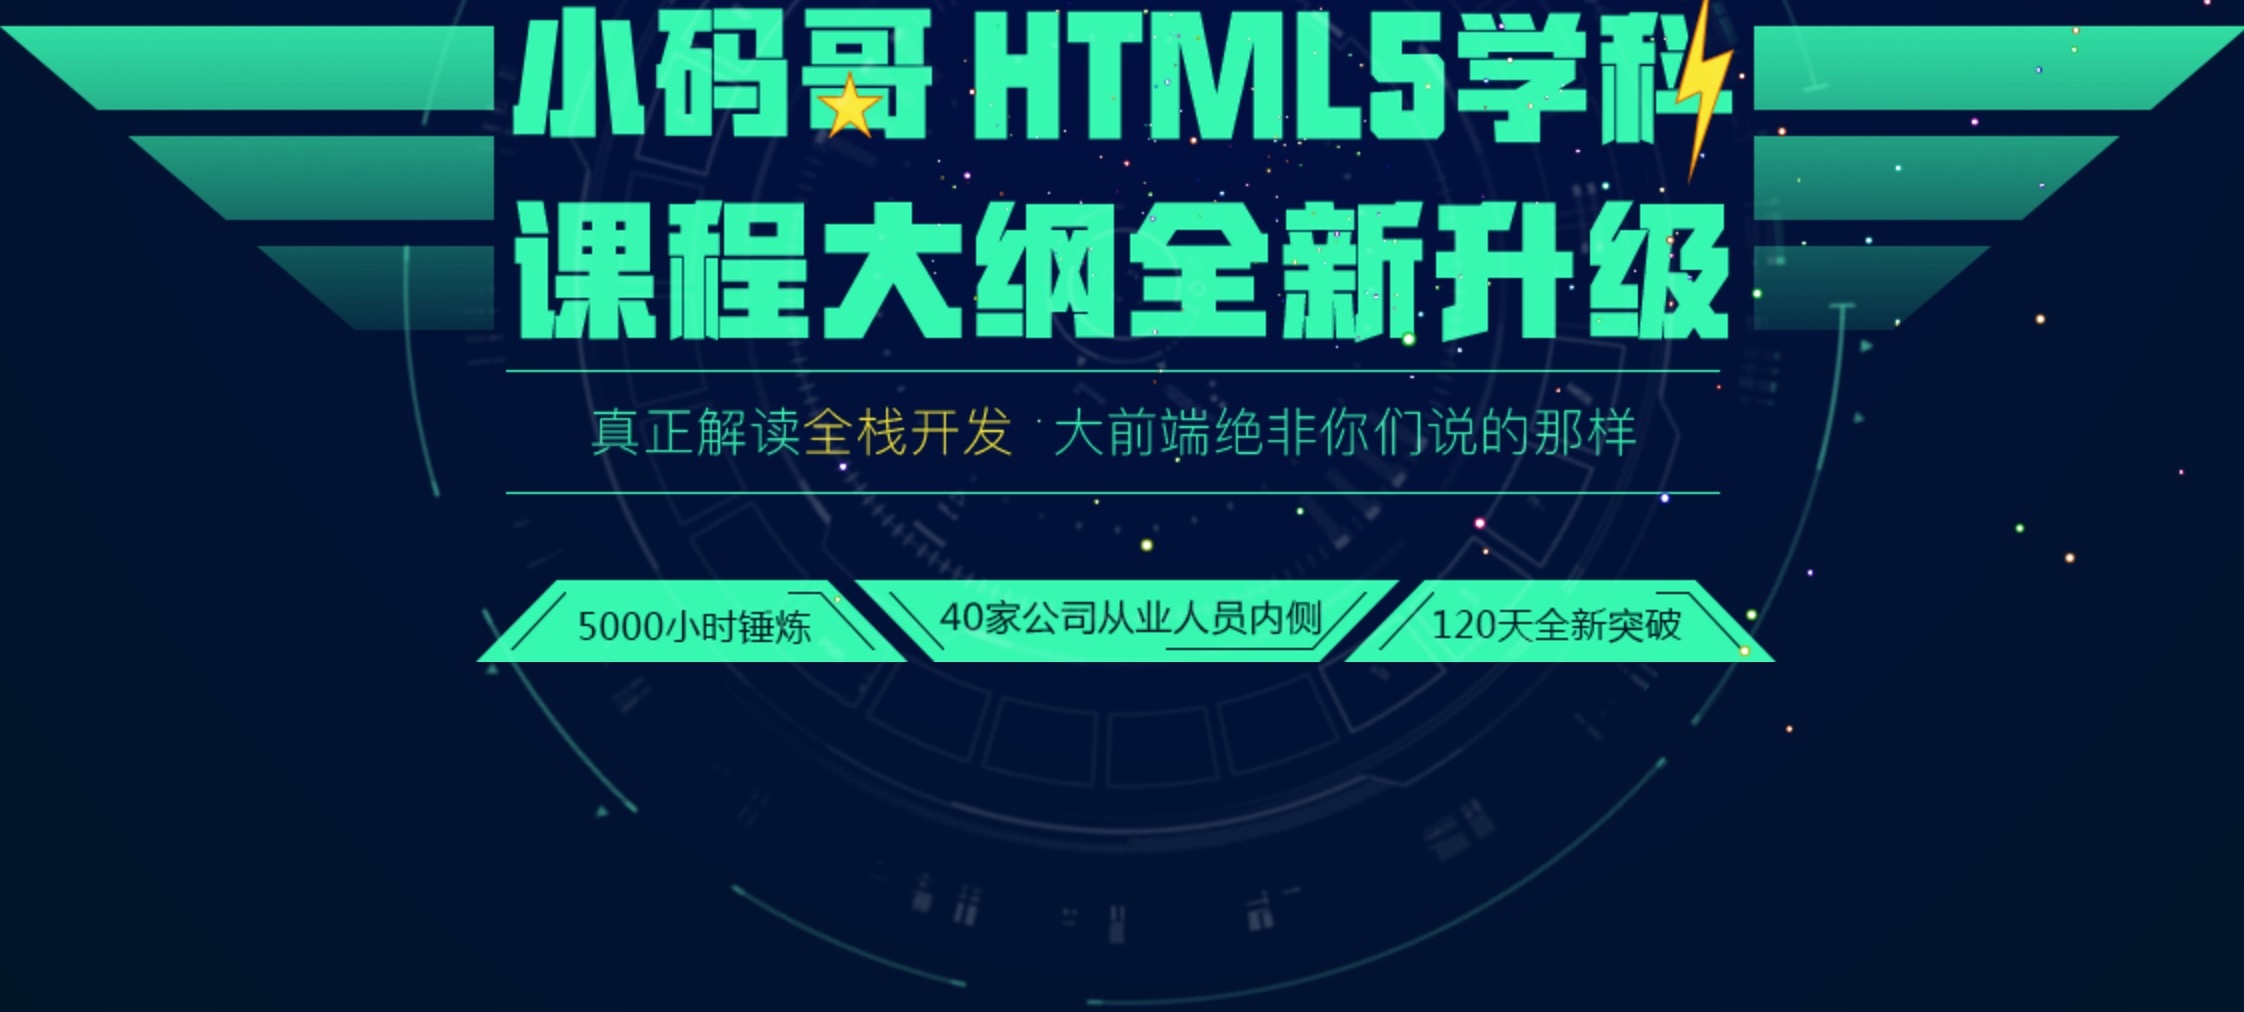 小码哥 HTML5学科
课程大纲全新升级
真正解读全栈开发 大前端绝非你们说的那样
5000小时锤炼
40家公司从业人员内侧
120天全新突破